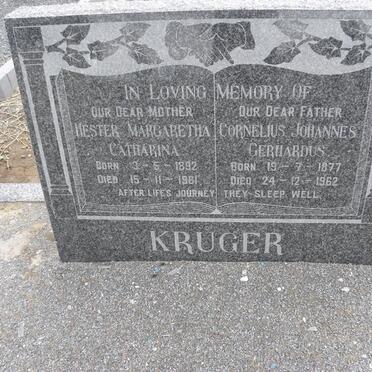 IN LOVING MEMORY OF
OUR DEAR MOTHER
HESTER MARGARETHA
CATHARINA
BORN 3-5-1892
DIED 15-11-1961
OUR DEAR FATHER
CORNELIUS JOHANNES
GERHARDUS
BORN 19-7-1877
DIED 24-12-1962
AFTER LIFES JOURNEY THEY SLEEP WELL.
KRUGER